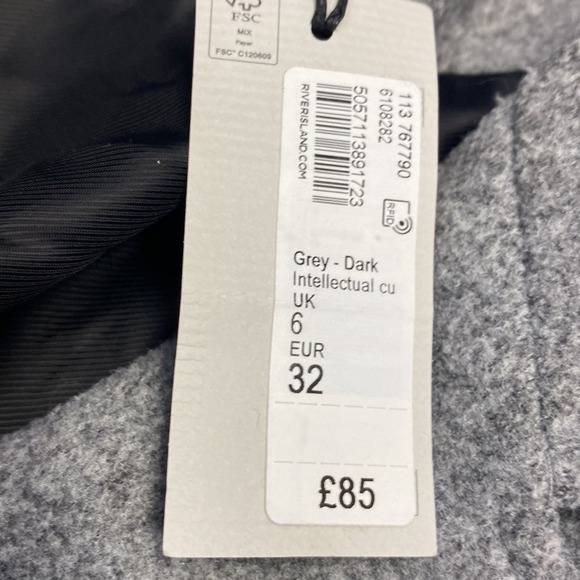 FSC
MIX
Paper
FSC™ C120609
113 767790
6108282
5057113891723
RIVERISLAND.COM
RFID
Grey - Dark
Intellectual cu
UK
6
EUR
32
£85